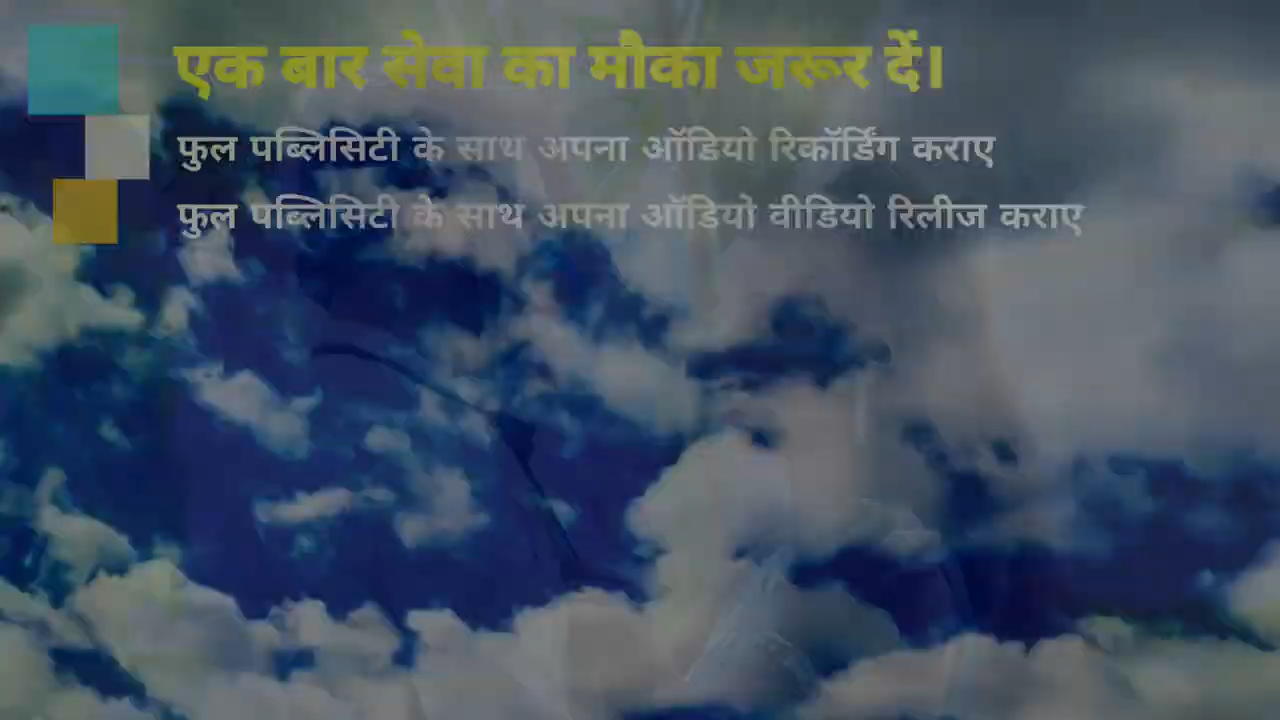 एक बार सेवा का मौका जरूर दें।
फुल पब्लिसिटी के साथ अपना ऑडियो रिकॉर्डिंग कराए
फुल पब्लिसिटी के साथ अपना ऑडियो वीडियो रिलीज कराए